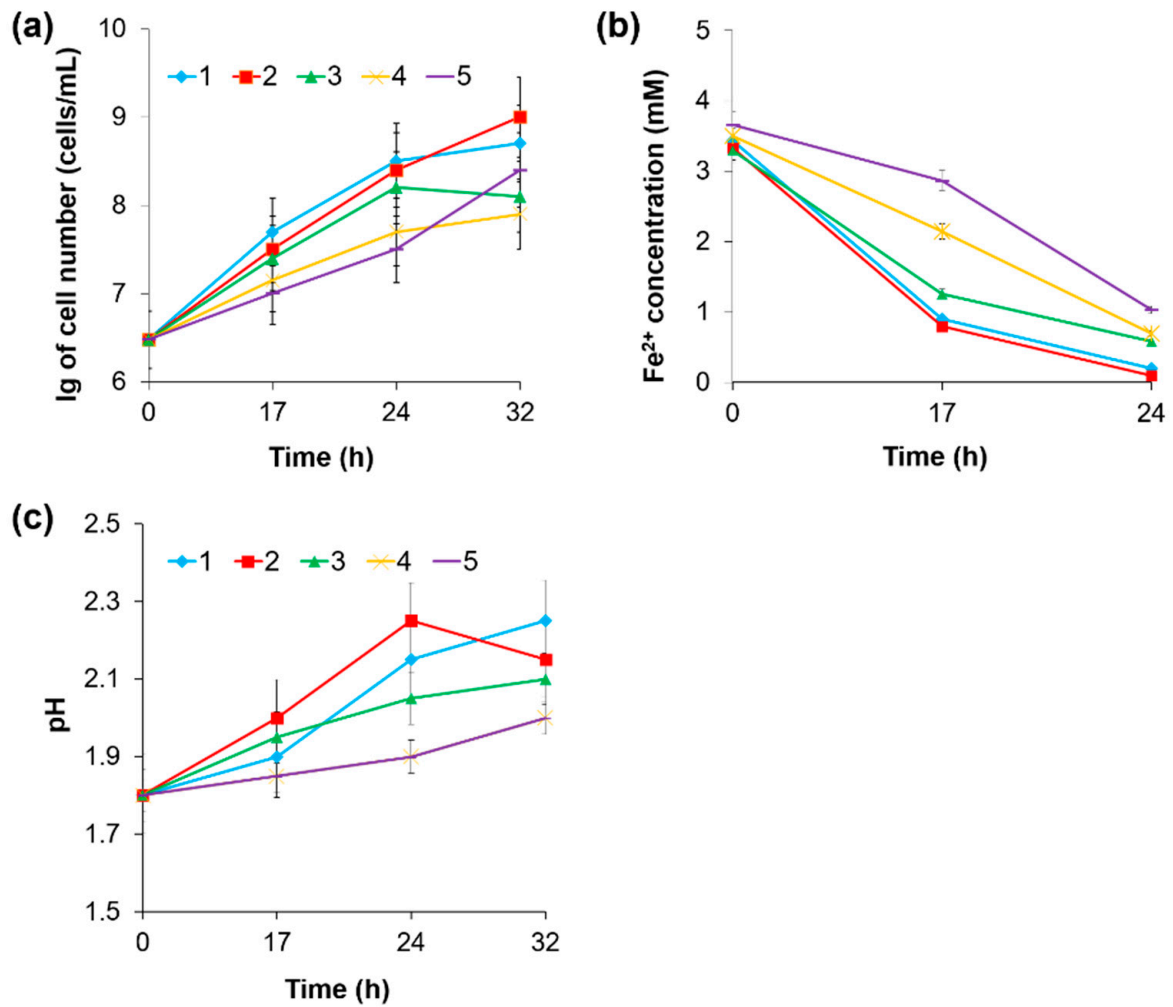 (a)
lg of cell number (cells/mL)
10
9
8
7
6
1 2 3 4 5
0 17 24 32
Time (h)
(b)
Fe²⁺ concentration (mM)
5
4
3
2
1
0
0 17 24
Time (h)
(c)
pH
2.5
2.3
2.1
1.9
1.7
1.5
1 2 3 4 5
0 17 24 32
Time (h)